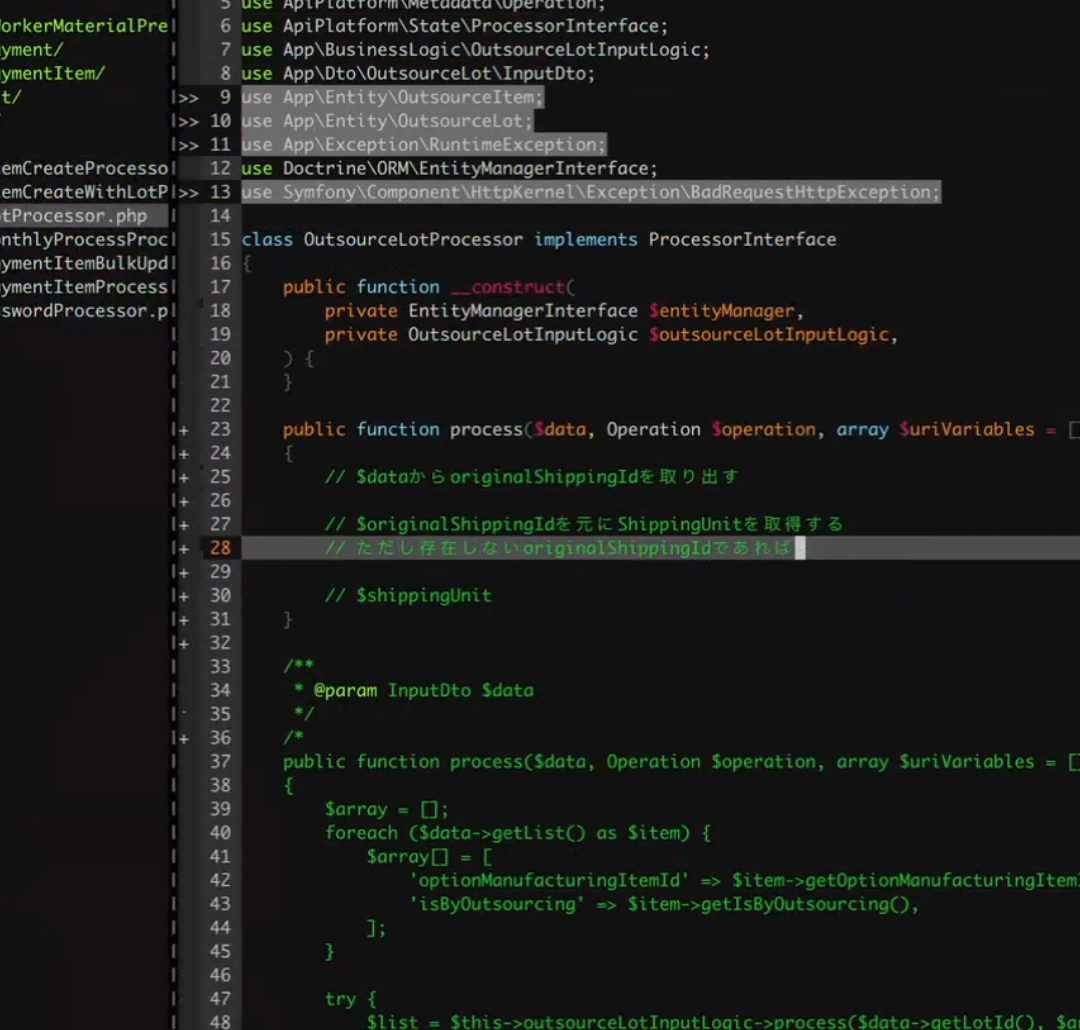 5 use ApiPlatform\Metadata\Operation;
WorkerMaterialPre 6 use ApiPlatform\State\ProcessorInterface;
yment/ 7 use App\BusinessLogic\OutsourceLotInputLogic;
ymentItem/ 8 use App\Dto\OutsourceLot\InputDto;
t/ >> 9 use App\Entity\OutsourceItem;
>> 10 use App\Entity\OutsourceLot;
>> 11 use App\Exception\RuntimeException;
emCreateProcesso 12 use Doctrine\ORM\EntityManagerInterface;
emCreateWithLotP >> 13 use Symfony\Component\HttpKernel\Exception\BadRequestHttpException;
otProcessor.php 14
nthlyProcessProc 15 class OutsourceLotProcessor implements ProcessorInterface
aymentItemBulkUpd 16 {
aymentItemProcess 17 public function __construct(
sswordProcessor.p 18 private EntityManagerInterface $entityManager,
19 private OutsourceLotInputLogic $outsourceLotInputLogic,
20 ) {
21 }
22
+ 23 public function process($data, Operation $operation, array $uriVariables = []
+ 24 {
+ 25 // $dataからoriginalShippingIdを取り出す
+ 26
+ 27 // $originalShippingIdを元にShippingUnitを取得する
+ 28 // ただし存在しないoriginalShippingIdであれば
+ 29
+ 30 // $shippingUnit
+ 31 }
+ 32
33 /**
34 * @param InputDto $data
35 */
+ 36 /*
37 public function process($data, Operation $operation, array $uriVariables = []
38 {
39 $array = [];
40 foreach ($data->getList() as $item) {
41 $array[] = [
42 'optionManufacturingItemId' => $item->getOptionManufacturingItemI
43 'isByOutsourcing' => $item->getIsByOutsourcing(),
44 ];
45 }
46
47 try {
48 $list = $this->outsourceLotInputLogic->process($data->getLotId(), $a